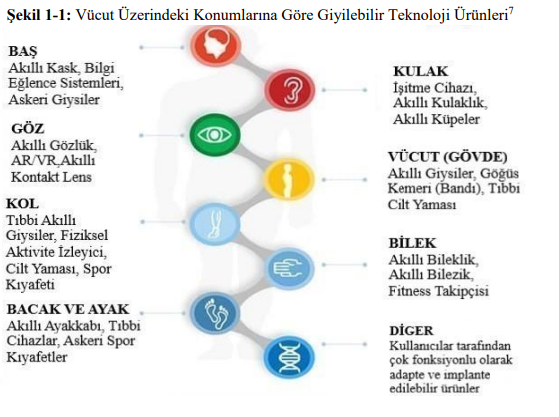 Şekil 1-1: Vücut Üzerindeki Konumlarına Göre Giyilebilir Teknoloji Ürünleri7
BAŞ
Akıllı Kask, Bilgi
Eğlence Sistemleri,
Askeri Giysiler
KULAK
İşitme Cihazı,
Akıllı Kulaklık,
Akıllı Küpeler
GÖZ
Akıllı Gözlük,
AR/VR,Akıllı
Kontakt Lens
VÜCUT (GÖVDE)
Akıllı Giysiler, Göğüs
Kemeri (Bandı), Tıbbi
Cilt Yaması
KOL
Tıbbi Akıllı
Giysiler, Fiziksel
Aktivite İzleyici,
Cilt Yaması, Spor
Kıyafeti
BİLEK
Akıllı Bileklik,
Akıllı Bilezik,
Fitness Takipçisi
BACAK VE AYAK
Akıllı Ayakkabı, Tıbbi
Cihazlar, Askeri Spor
Kıyafetler
DİGER
Kullanıcılar tarafından
çok fonksiyonlu olarak
adapte ve implante
edilebilir ürünler